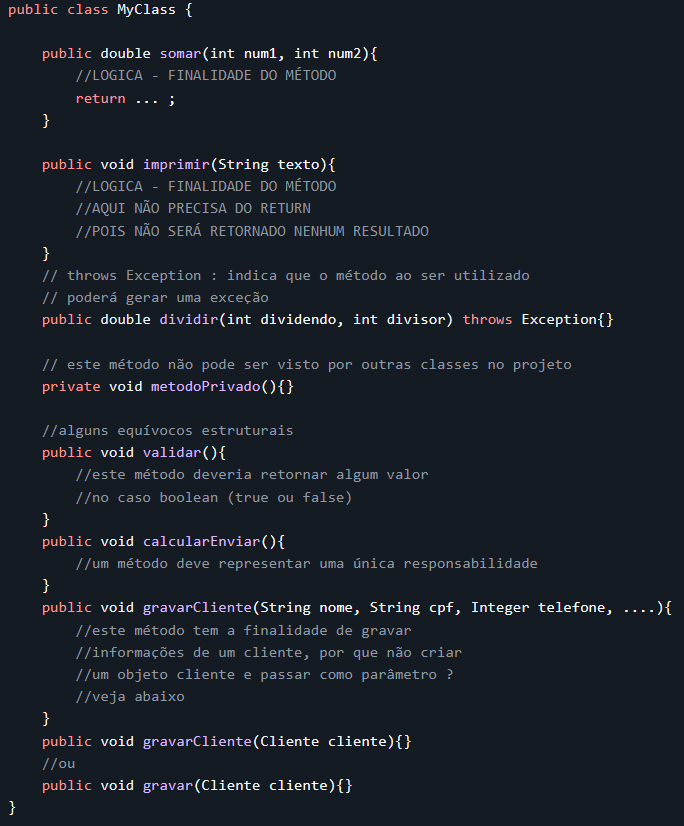 public class MyClass {
public double somar(int num1, int num2){
//LOGICA - FINALIDADE DO MÉTODO
return ... ;
}
public void imprimir(String texto){
//LOGICA - FINALIDADE DO MÉTODO
//AQUI NÃO PRECISA DO RETURN
//POIS NÃO SERÁ RETORNADO NENHUM RESULTADO
}
// throws Exception : indica que o método ao ser utilizado
// poderá gerar uma exceção
public double dividir(int dividendo, int divisor) throws Exception{}
// este método não pode ser visto por outras classes no projeto
private void metodoPrivado(){}
//alguns equívocos estruturais
public void validar(){
//este método deveria retornar algum valor
//no caso boolean (true ou false)
}
public void calcularEnviar(){
//um método deve representar uma única responsabilidade
}
public void gravarCliente(String nome, String cpf, Integer telefone, ....){
//este método tem a finalidade de gravar
//informações de um cliente, por que não criar
//um objeto cliente e passar como parâmetro ?
//veja abaixo
}
public void gravarCliente(Cliente cliente){}
//ou
public void gravar(Cliente cliente){}
}